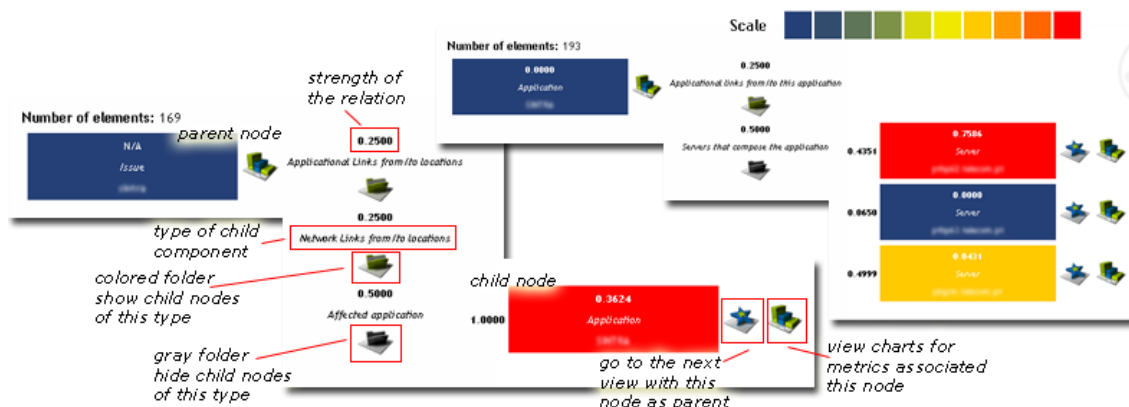 Scale
Number of elements: 193
0.0000
Application
0.2500
Applicational links from/to this application
0.5000
Servers that compose the application
0.4351
0.7586
Server
0.0650
0.0000
Server
0.4999
0.0431
Server
strength of
the relation
Number of elements: 169
parent node
N/A
Issue
0.2500
Applicational Links from/to locations
0.2500
type of child
component
Network Links from/to locations
colored folder
show child nodes
of this type
0.5000
Affected application
gray folder
hide child nodes
of this type
child node
1.0000
0.3624
Application
SINTRA
go to the next
view with this
node as parent
view charts for
metrics associated
this node